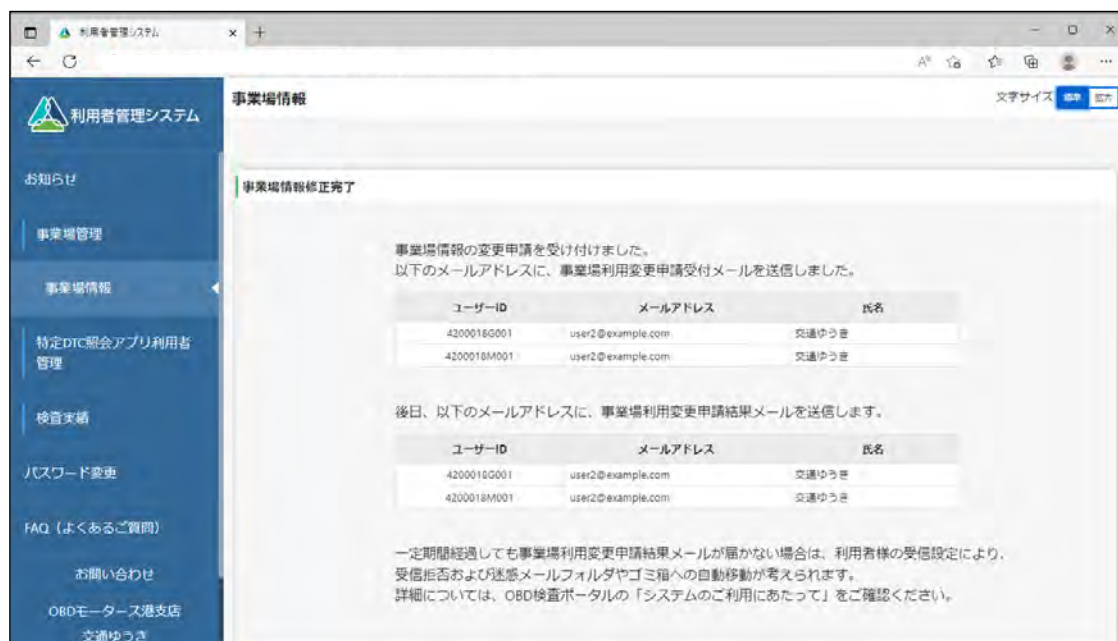 利用者管理システム
事業場情報
文字サイズ 標準 拡大
利用者管理システム
お知らせ
事業場管理
事業場情報
特定DTC照会アプリ利用者
管理
検査実績
パスワード変更
FAQ（よくあるご質問）
お問い合わせ
OBDモータース港支店
交通ゆうき
事業場情報修正完了
事業場情報の変更申請を受け付けました。
以下のメールアドレスに、事業場利用変更申請受付メールを送信しました。
ユーザーID メールアドレス 氏名
4200018G001 user2@example.com 交通ゆうき
4200018M001 user2@example.com 交通ゆうき
後日、以下のメールアドレスに、事業場利用変更申請結果メールを送信します。
ユーザーID メールアドレス 氏名
4200018G001 user2@example.com 交通ゆうき
4200018M001 user2@example.com 交通ゆうき
一定期間経過しても事業場利用変更申請結果メールが届かない場合は、利用者様の受信設定により、
受信拒否および迷惑メールフォルダやゴミ箱への自動移動が考えられます。
詳細については、OBD検査ポータルの「システムのご利用にあたって」をご確認ください。